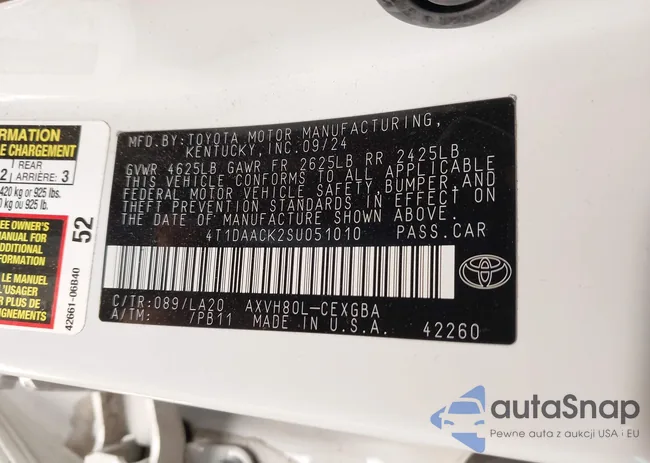 ORMATION
E CHARGEMENT
2
REAR
ARRIÈRE: 3
420 kg or 925 lbs.
kg ou 925 lb.
52
EE OWNER'S
MANUAL FOR
ADDITIONAL
FORMATION
LE MANUEL
L'USAGER
DE PLUS
42661-06B40
MFD.BY:TOYOTA MOTOR MANUFACTURING,
KENTUCKY, INC.09/24
GVWR 4625LB GAWR FR 2625LB RR 2425LB
THIS VEHICLE CONFORMS TO ALL APPLICABLE
FEDERAL MOTOR VEHICLE SAFETY,BUMPER,AND
THEFT PREVENTION STANDARDS IN EFFECT ON
THE DATE OF MANUFACTURE SHOWN ABOVE.
4T1DAACK2SU051010 PASS.CAR
C/TR:089/LA20 AXVH80L-CEXGBA
A/TM: /PB11 MADE IN U.S.A. 42260
autaSnap
Pewne auta z aukcji USA i EU